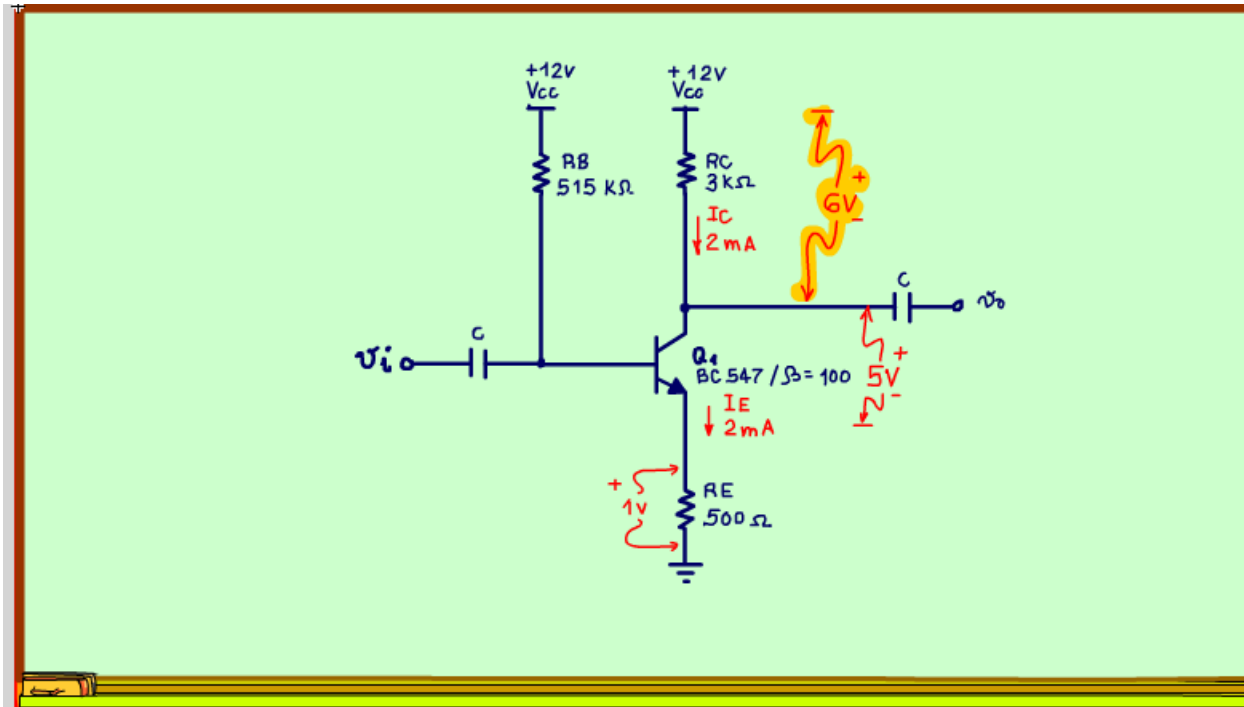 +12V
Vcc
+12V
Vcc
RB
515 KΩ
RC
3KΩ
+
6V
-
IC
2mA
C
vo
C
vi
Q1
BC 547 / β = 100
+
5V
-
IE
2mA
+
1V
RE
500 Ω